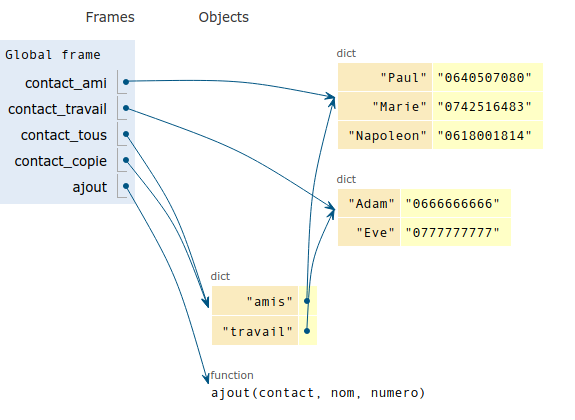 Frames Objects
Global frame
contact_ami
contact_travail
contact_tous
contact_copie
ajout
dict
"Paul" "0640507080"
"Marie" "0742516483"
"Napoleon" "0618001814"
dict
"Adam" "0666666666"
"Eve" "0777777777"
dict
"amis"
"travail"
function
ajout(contact, nom, numero)